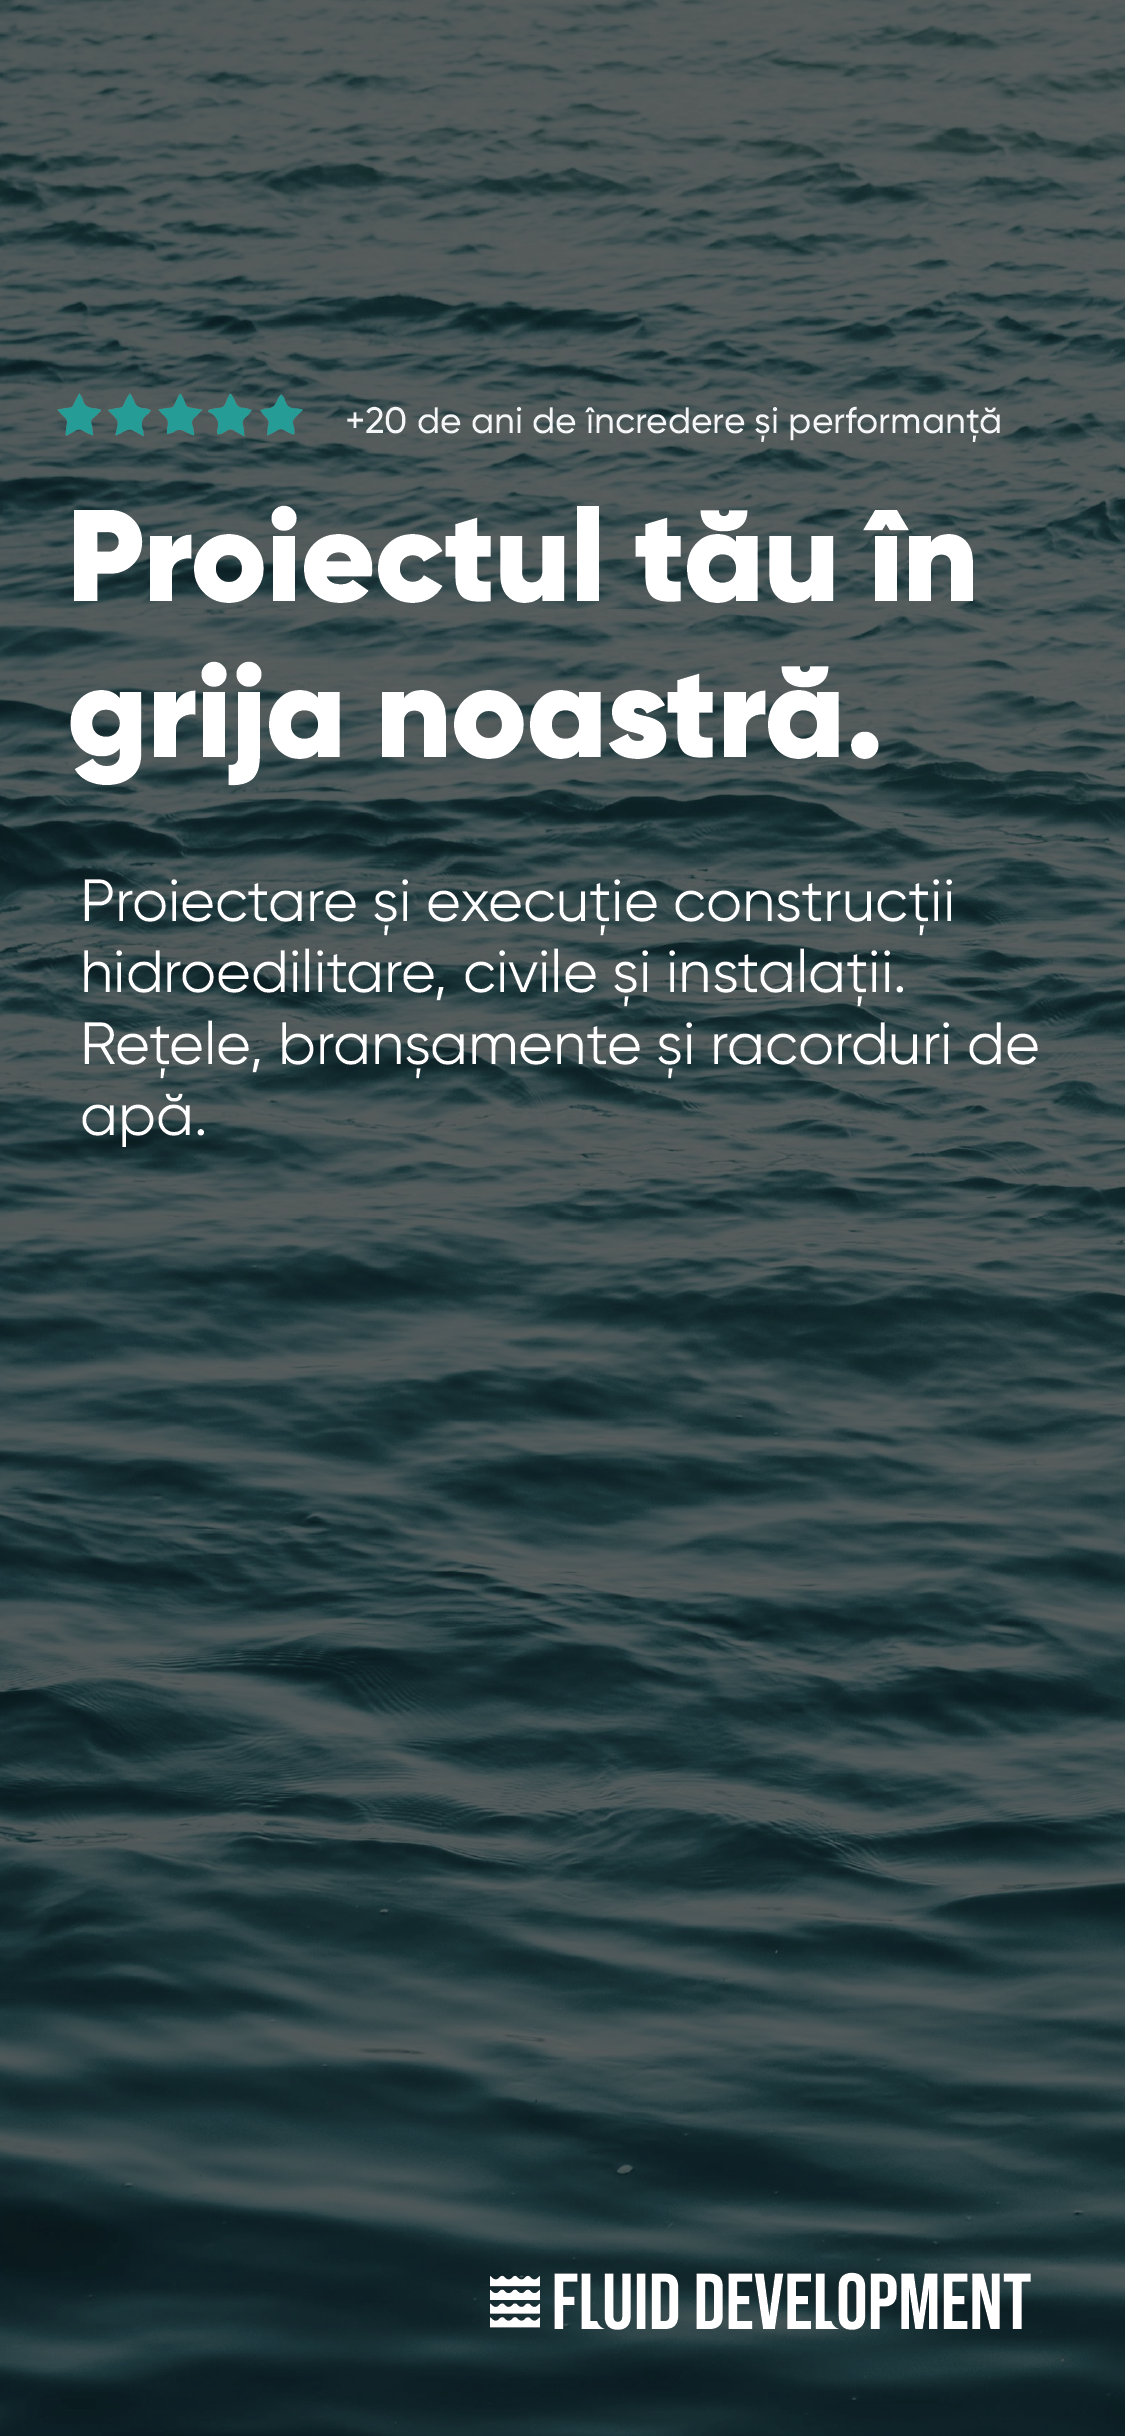 +20 de ani de încredere și performanță
Proiectul tău în
grija noastră.
Proiectare și execuție construcții
hidroedilitare, civile și instalații.
Rețele, branșamente și racorduri de
apă.
FLUID DEVELOPMENT